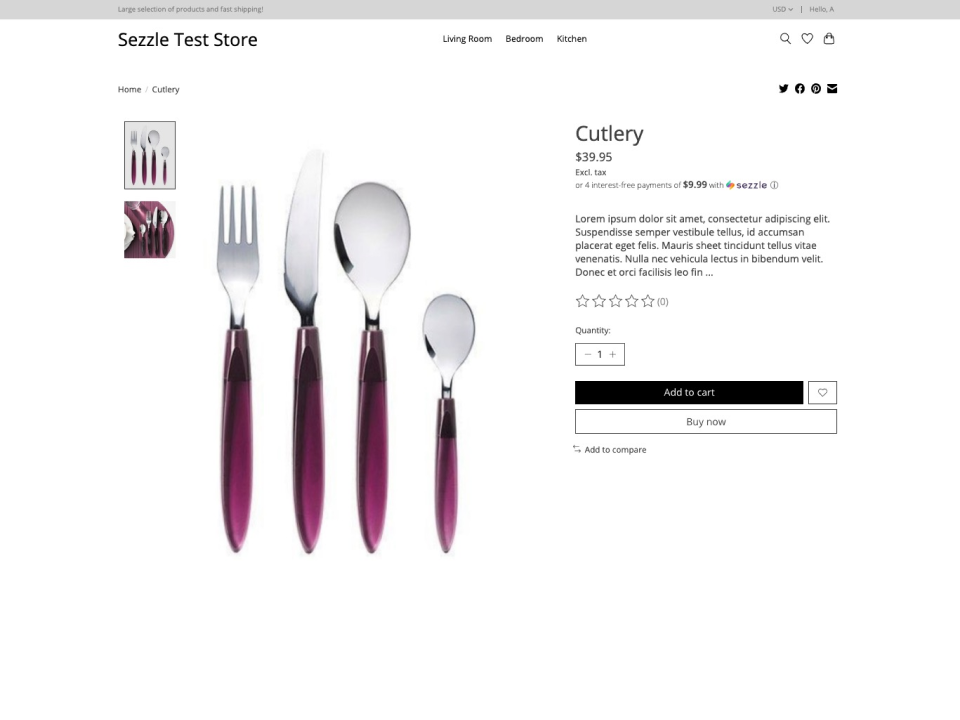 Large selection of products and fast shipping!
USD | Hello, A
Sezzle Test Store
Living Room Bedroom Kitchen
Home / Cutlery
Cutlery
$39.95
Excl. tax
or 4 interest-free payments of $9.99 with sezzle
Lorem ipsum dolor sit amet, consectetur adipiscing elit.
Suspendisse semper vestibule tellus, id accumsan
placerat eget felis. Mauris sheet tincidunt tellus vitae
venenatis. Nulla nec vehicula lectus in bibendum velit.
Donec et orci facilisis leo fin ...
(0)
Quantity:
− 1 +
Add to cart
Buy now
Add to compare